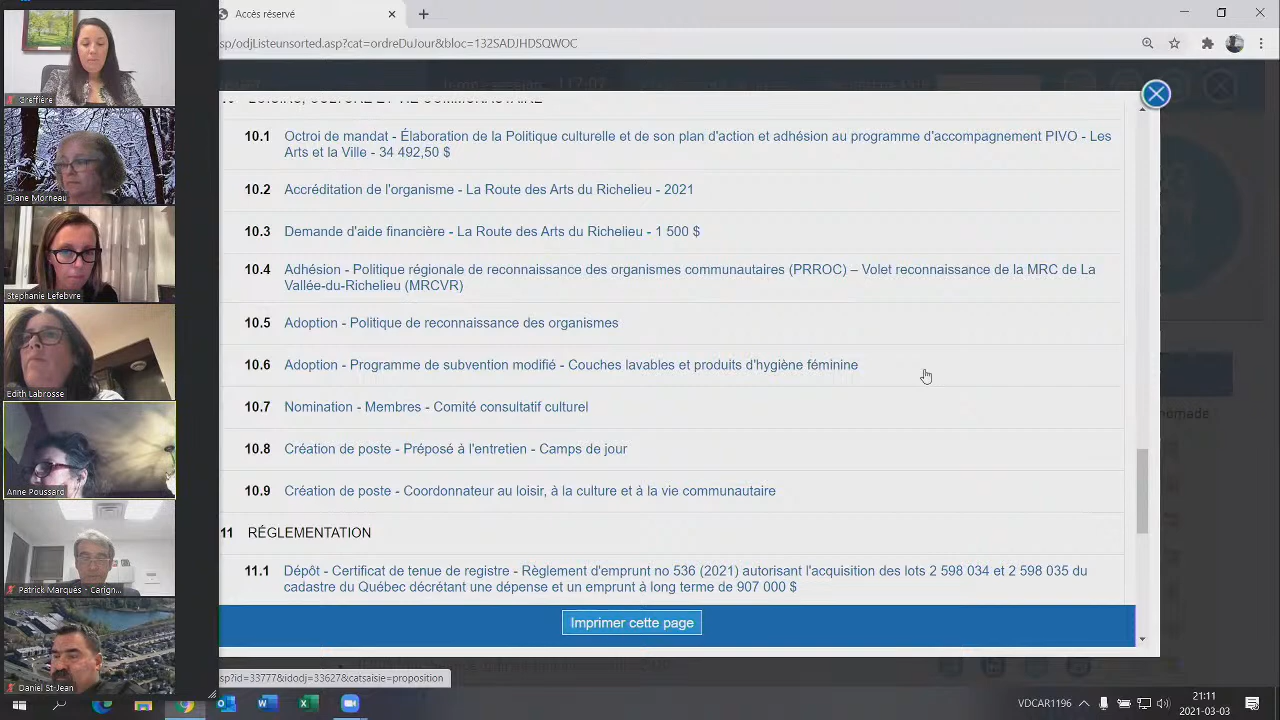 Accès réservé
sp/odjListeunsorted.asp?cat=ordreDuJour&bloc=1325ADJHDSQWOC
Greffière
Diane Morneau
Stephanie Lefebvre
Edith Labrosse
Anne Poussard
Patrick Marquès - Carign...
Daniel St-Jean
LOISIRS, CULTURE ET VIE COMMUNAUTAIRE
10.1 Octroi de mandat - Élaboration de la Politique culturelle et de son plan d'action et adhésion au programme d'accompagnement PIVO - Les
Arts et la Ville - 34 492,50 $
10.2 Accréditation de l'organisme - La Route des Arts du Richelieu - 2021
10.3 Demande d'aide financière - La Route des Arts du Richelieu - 1 500 $
10.4 Adhésion - Politique régionale de reconnaissance des organismes communautaires (PRROC) – Volet reconnaissance de la MRC de La
Vallée-du-Richelieu (MRCVR)
10.5 Adoption - Politique de reconnaissance des organismes
10.6 Adoption - Programme de subvention modifié - Couches lavables et produits d'hygiène féminine
10.7 Nomination - Membres - Comité consultatif culturel
10.8 Création de poste - Préposé à l'entretien - Camps de jour
10.9 Création de poste - Coordonnateur au loisir, à la culture et à la vie communautaire
11 RÉGLEMENTATION
11.1 Dépôt - Certificat de tenue de registre - Règlement d'emprunt no 536 (2021) autorisant l'acquisition des lots 2 598 034 et 2 598 035 du
cadastre du Québec décrétant une dépense et un emprunt à long terme de 907 000 $
Imprimer cette page
nomade
sp?id=33777&idodj=33627&catsaisie=proposition
VDCAR1196
21:11
2021-03-03